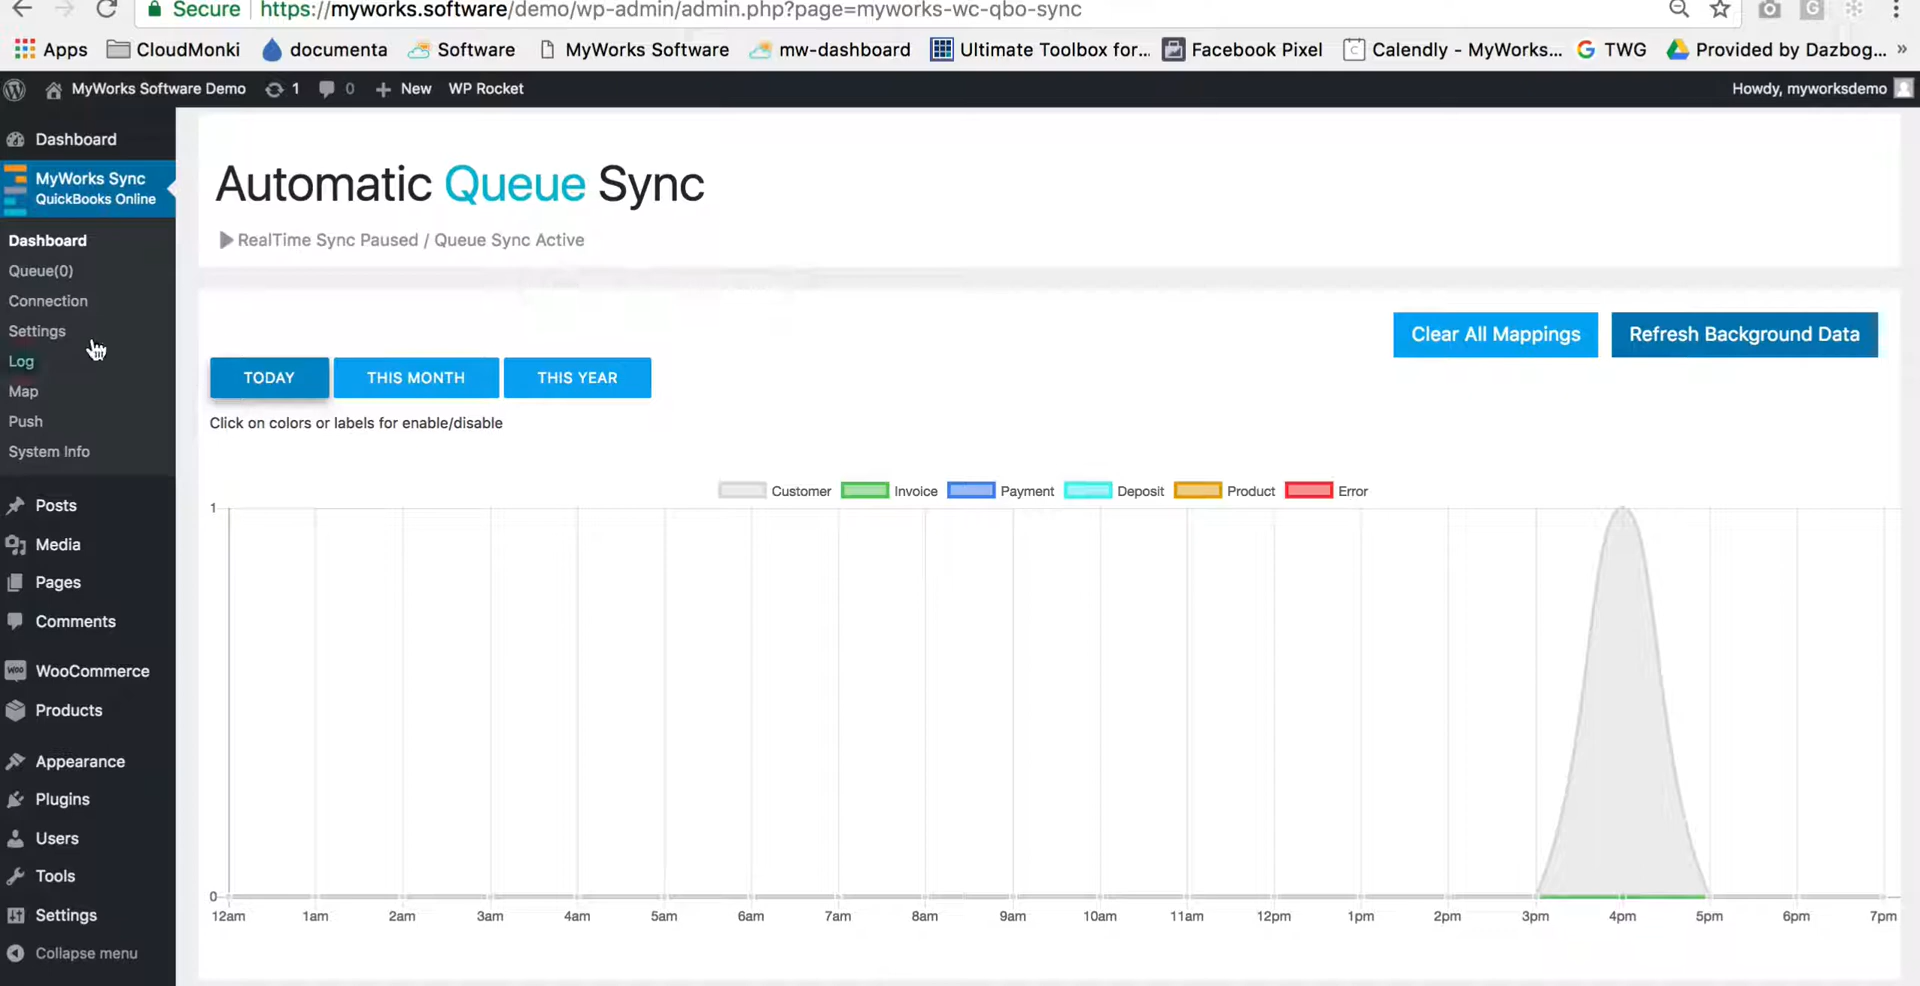 Secure https://myworks.software/demo/wp-admin/admin.php?page=myworks-wc-qbo-sync
Apps CloudMonki documenta Software MyWorks Software mw-dashboard Ultimate Toolbox for... Facebook Pixel Calendly - MyWorks... TWG Provided by Dazbog... »
MyWorks Software Demo 1 0 New WP Rocket Howdy, myworksdemo
Dashboard
MyWorks Sync
QuickBooks Online
Dashboard
Queue(0)
Connection
Settings
Log
Map
Push
System Info
Posts
Media
Pages
Comments
WooCommerce
Products
Appearance
Plugins
Users
Tools
Settings
Collapse menu
Automatic Queue Sync
RealTime Sync Paused / Queue Sync Active
Clear All Mappings Refresh Background Data
TODAY THIS MONTH THIS YEAR
Click on colors or labels for enable/disable
Customer Invoice Payment Deposit Product Error
1
0
12am 1am 2am 3am 4am 5am 6am 7am 8am 9am 10am 11am 12pm 1pm 2pm 3pm 4pm 5pm 6pm 7pm